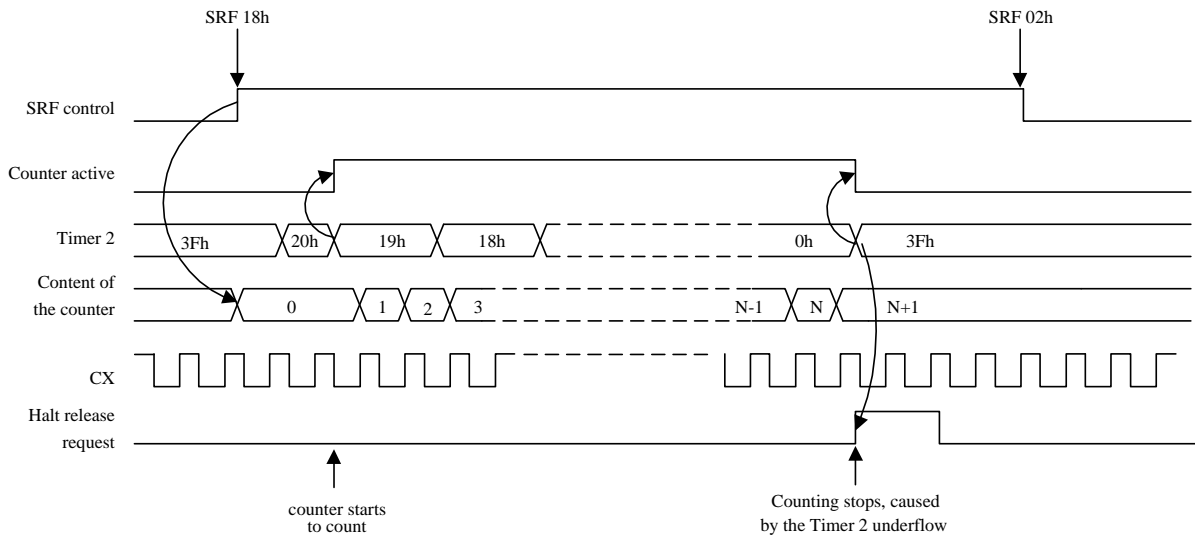 SRF 18h
SRF 02h
SRF control
Counter active
Timer 2
3Fh
20h
19h
18h
0h
3Fh
Content of
the counter
0
1
2
3
N-1
N
N+1
CX
Halt release
request
counter starts
to count
Counting stops, caused
by the Timer 2 underflow